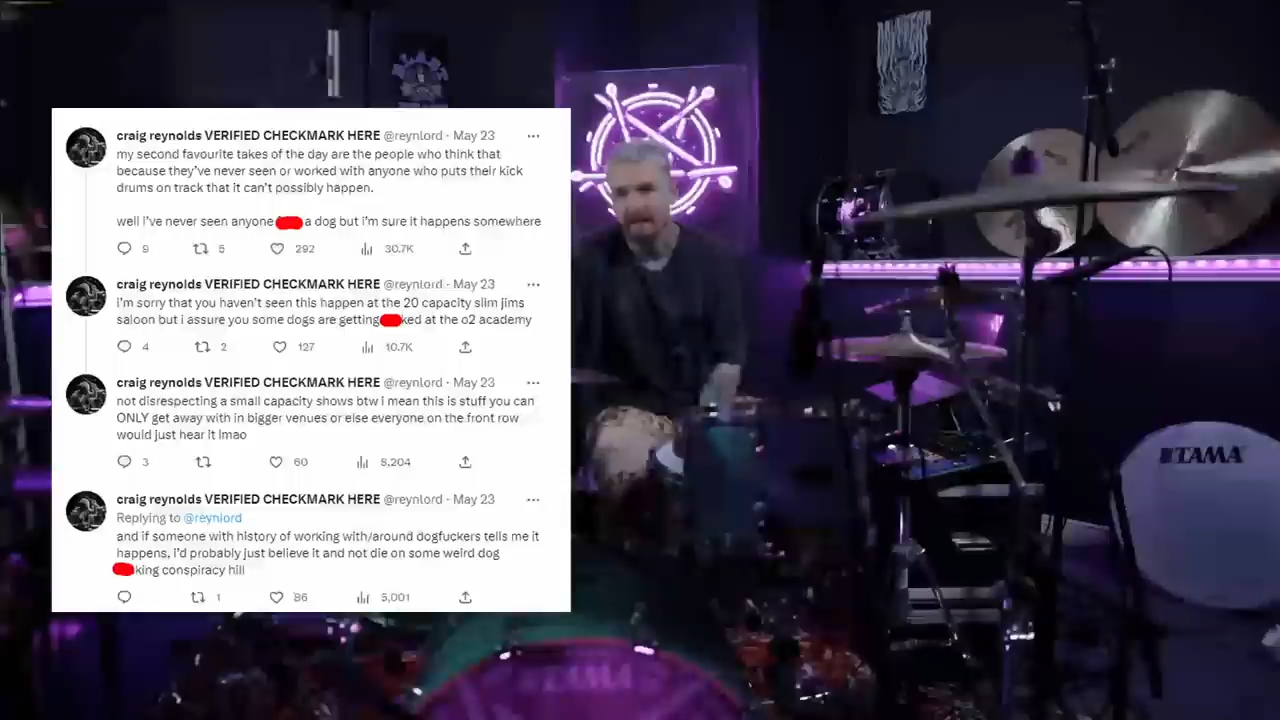 craig reynolds VERIFIED CHECKMARK HERE @reynlord · May 23
my second favourite takes of the day are the people who think that
because they've never seen or worked with anyone who puts their kick
drums on track that it can't possibly happen.
well I've never seen anyone a dog but i'm sure it happens somewhere
9 5 292 30.7K
craig reynolds VERIFIED CHECKMARK HERE @reynlord · May 23
i'm sorry that you haven't seen this happen at the 20 capacity slim jims
saloon but i assure you some dogs are getting ked at the o2 academy
4 2 127 10.7K
craig reynolds VERIFIED CHECKMARK HERE @reynlord · May 23
not disrespecting a small capacity shows btw i mean this is stuff you can
ONLY get away with in bigger venues or else everyone on the front row
would just hear it lmao
3 60 8,204
craig reynolds VERIFIED CHECKMARK HERE @reynlord · May 23
Replying to @reynlord
and if someone with history of working with/around dogfuckers tells me it
happens, I'd probably just believe it and not die on some weird dog
king conspiracy hill
1 86 5,001
TAMA
TAMA